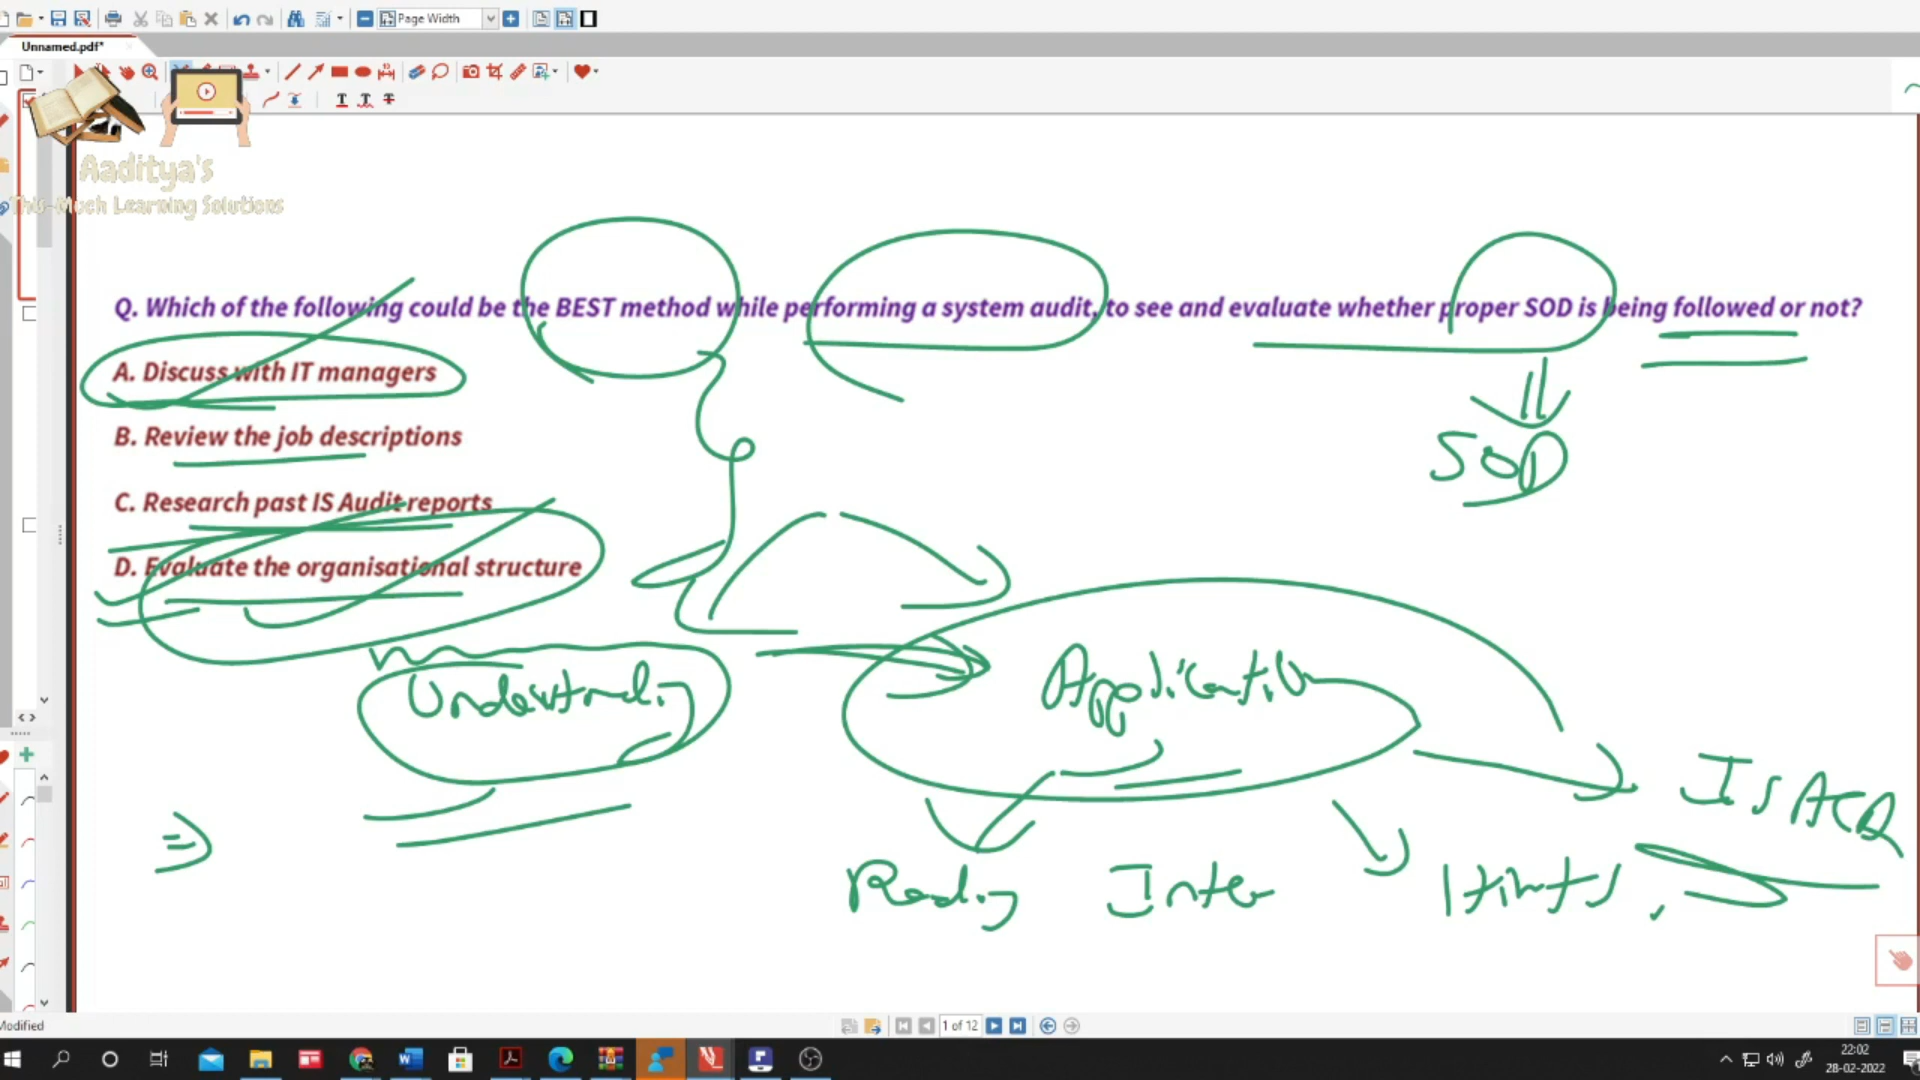 Page Width
Unnamed.pdf*
Aaditya's
This-Much Learning Solutions
Q. Which of the following could be the BEST method while performing a system audit, to see and evaluate whether proper SOD is being followed or not?
A. Discuss with IT managers
B. Review the job descriptions
C. Research past IS Audit reports
D. Evaluate the organisational structure
SOD
Application
ISACA
Hints
Modified
1 of 12
22:02
28-02-2022